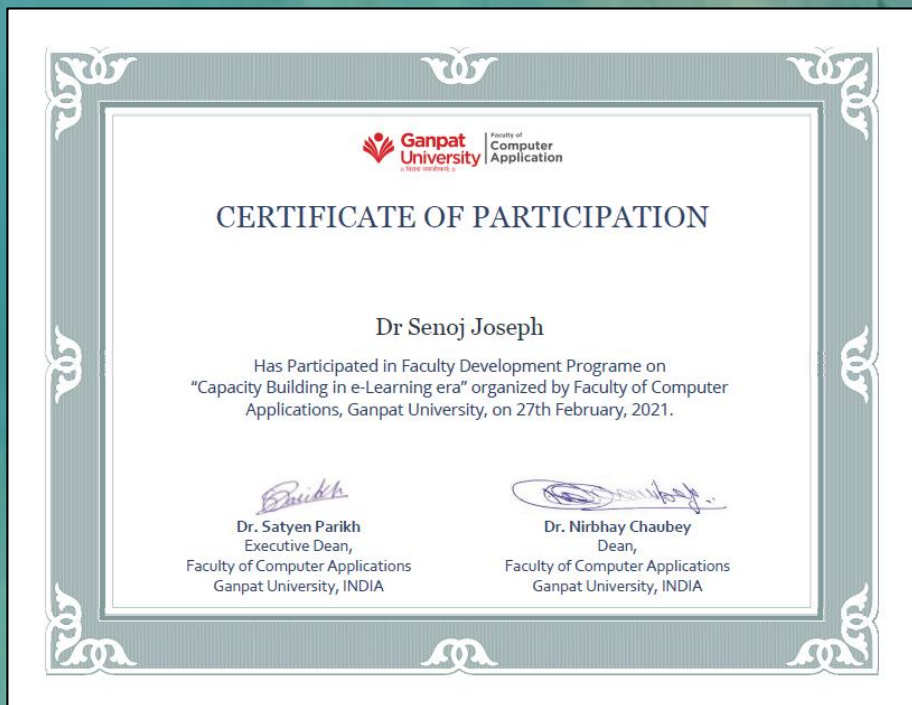 Ganpat University
Faculty of Computer Application
॥ विद्या समाजोत्कर्षः ॥
CERTIFICATE OF PARTICIPATION
Dr Senoj Joseph
Has Participated in Faculty Development Programe on
“Capacity Building in e-Learning era” organized by Faculty of Computer
Applications, Ganpat University, on 27th February, 2021.
Dr. Satyen Parikh
Executive Dean,
Faculty of Computer Applications
Ganpat University, INDIA
Dr. Nirbhay Chaubey
Dean,
Faculty of Computer Applications
Ganpat University, INDIA